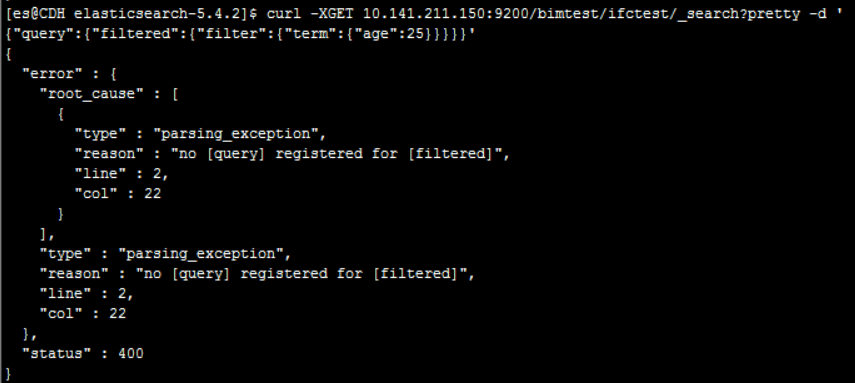 [es@CDH elasticsearch-5.4.2]$ curl -XGET 10.141.211.150:9200/bimtest/ifctest/_search?pretty -d '
{"query":{"filtered":{"filter":{"term":{"age":25}}}}}'
{
  "error" : {
    "root_cause" : [
      {
        "type" : "parsing_exception",
        "reason" : "no [query] registered for [filtered]",
        "line" : 2,
        "col" : 22
      }
    ],
    "type" : "parsing_exception",
    "reason" : "no [query] registered for [filtered]",
    "line" : 2,
    "col" : 22
  },
  "status" : 400
}